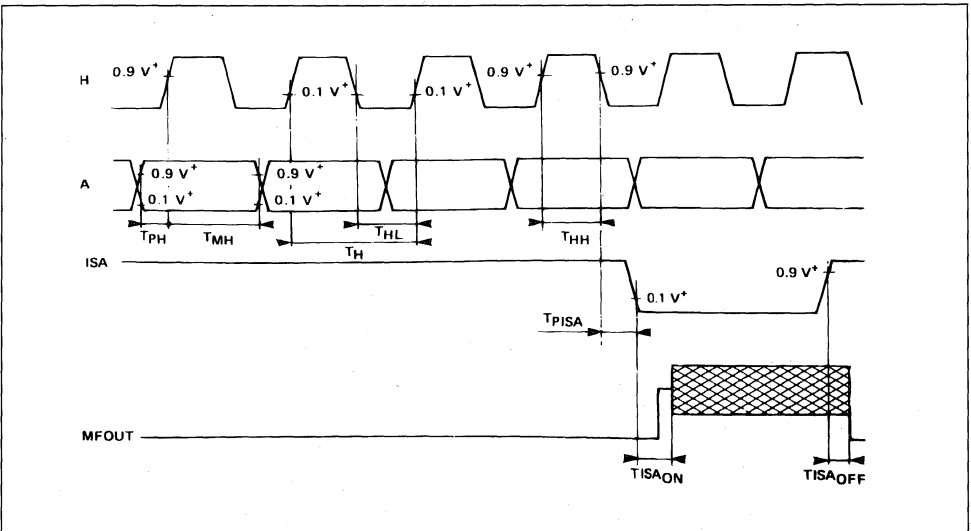 H
0.9 V+
0.1 V+
0.1 V+
0.9 V+
0.9 V+
A
0.9 V+
0.1 V+
0.9 V+
0.1 V+
TPH
TMH
THL
TH
THH
ISA
0.9 V+
0.1 V+
TPISA
MFOUT
TISAON
TISAOFF